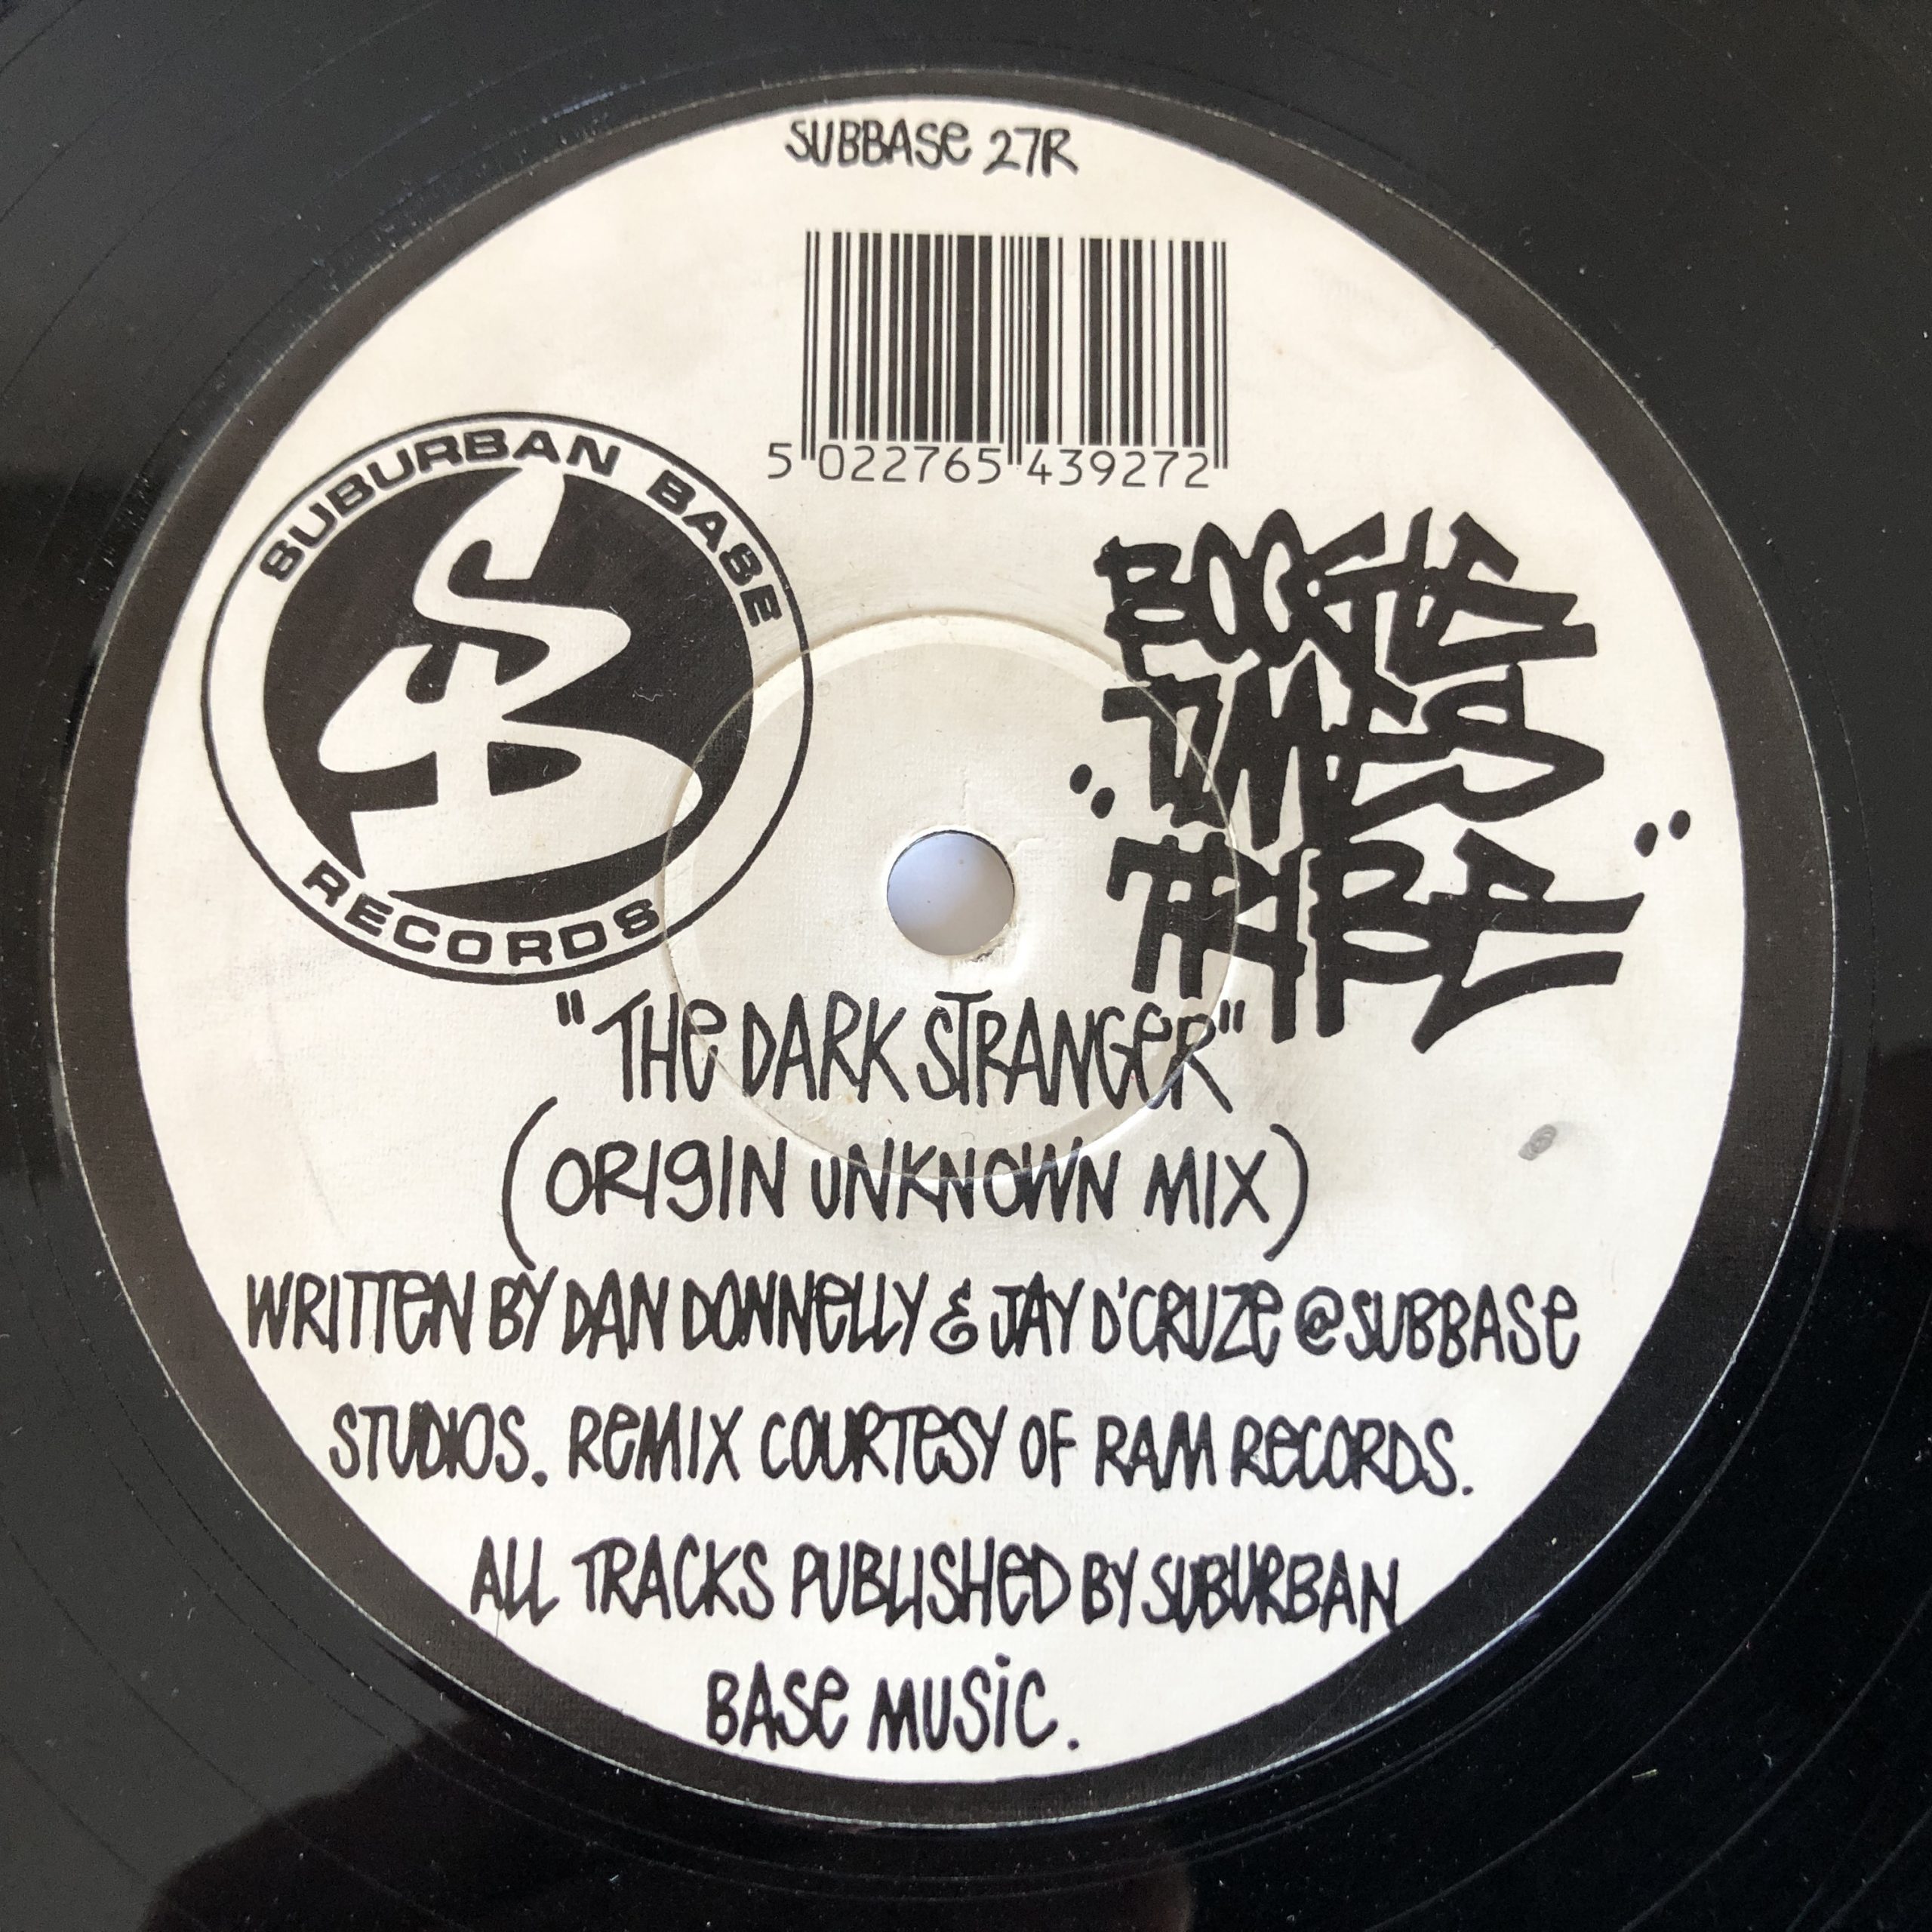 SUBBASe 27R
5 022765 439272
SUBURBAN BASE
RECORDS
SB
BOOGIE
TIMES
TRIBE
"THe DARK STRANGeR"
(ORIgIN UNKNOWN MIX)
WRITTeN BY DAN DONNeLLY & JAY D'CRUZe @SUBBASe
STUDIOS. ReMIX COURTeSY OF RAM ReCORDS.
ALL TRACKS PUBLISHeD BY SUBURBAN
BASe MUSiC.